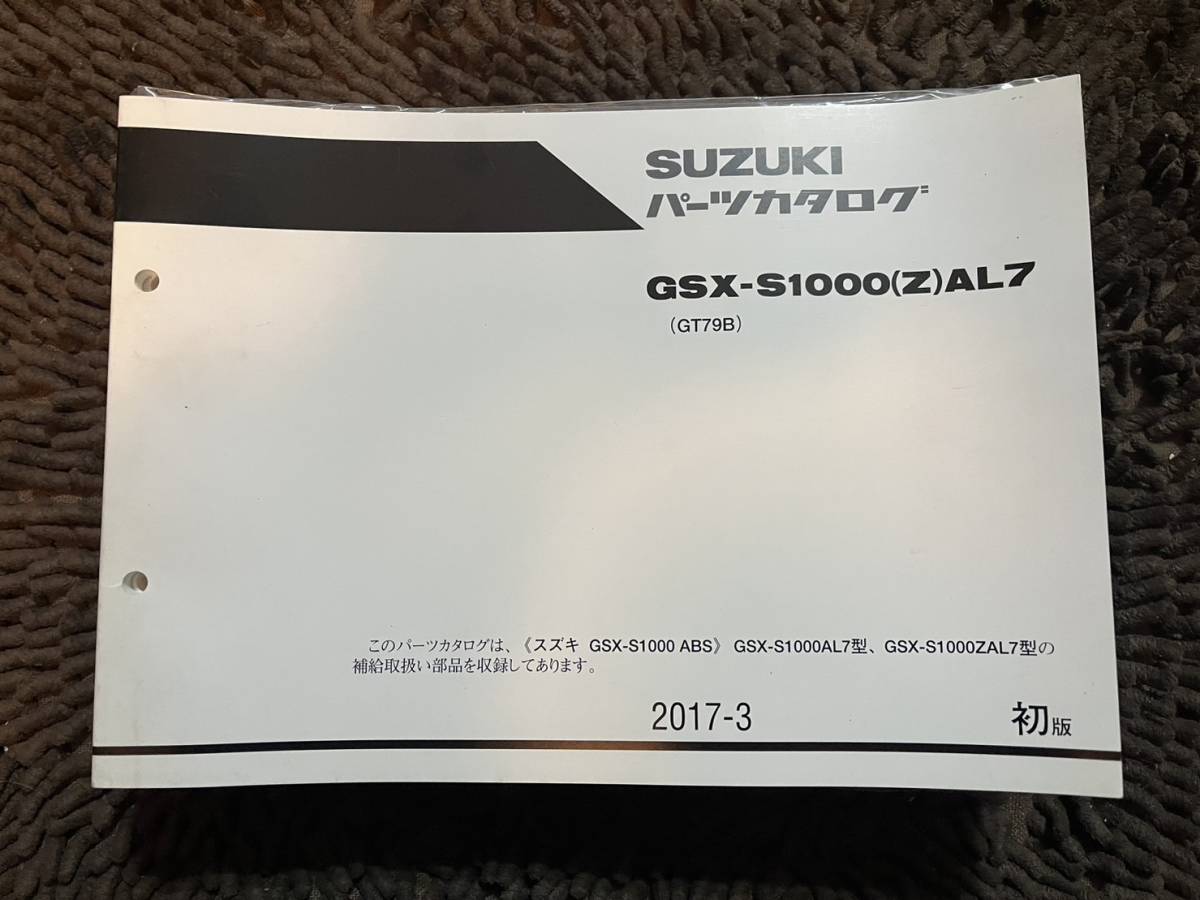 SUZUKI
パーツカタログ
GSX-S1000(Z)AL7
(GT79B)
このパーツカタログは、《スズキ GSX-S1000 ABS》 GSX-S1000AL7型、GSX-S1000ZAL7型の
補給取扱い部品を収録してあります。
2017-3 初版